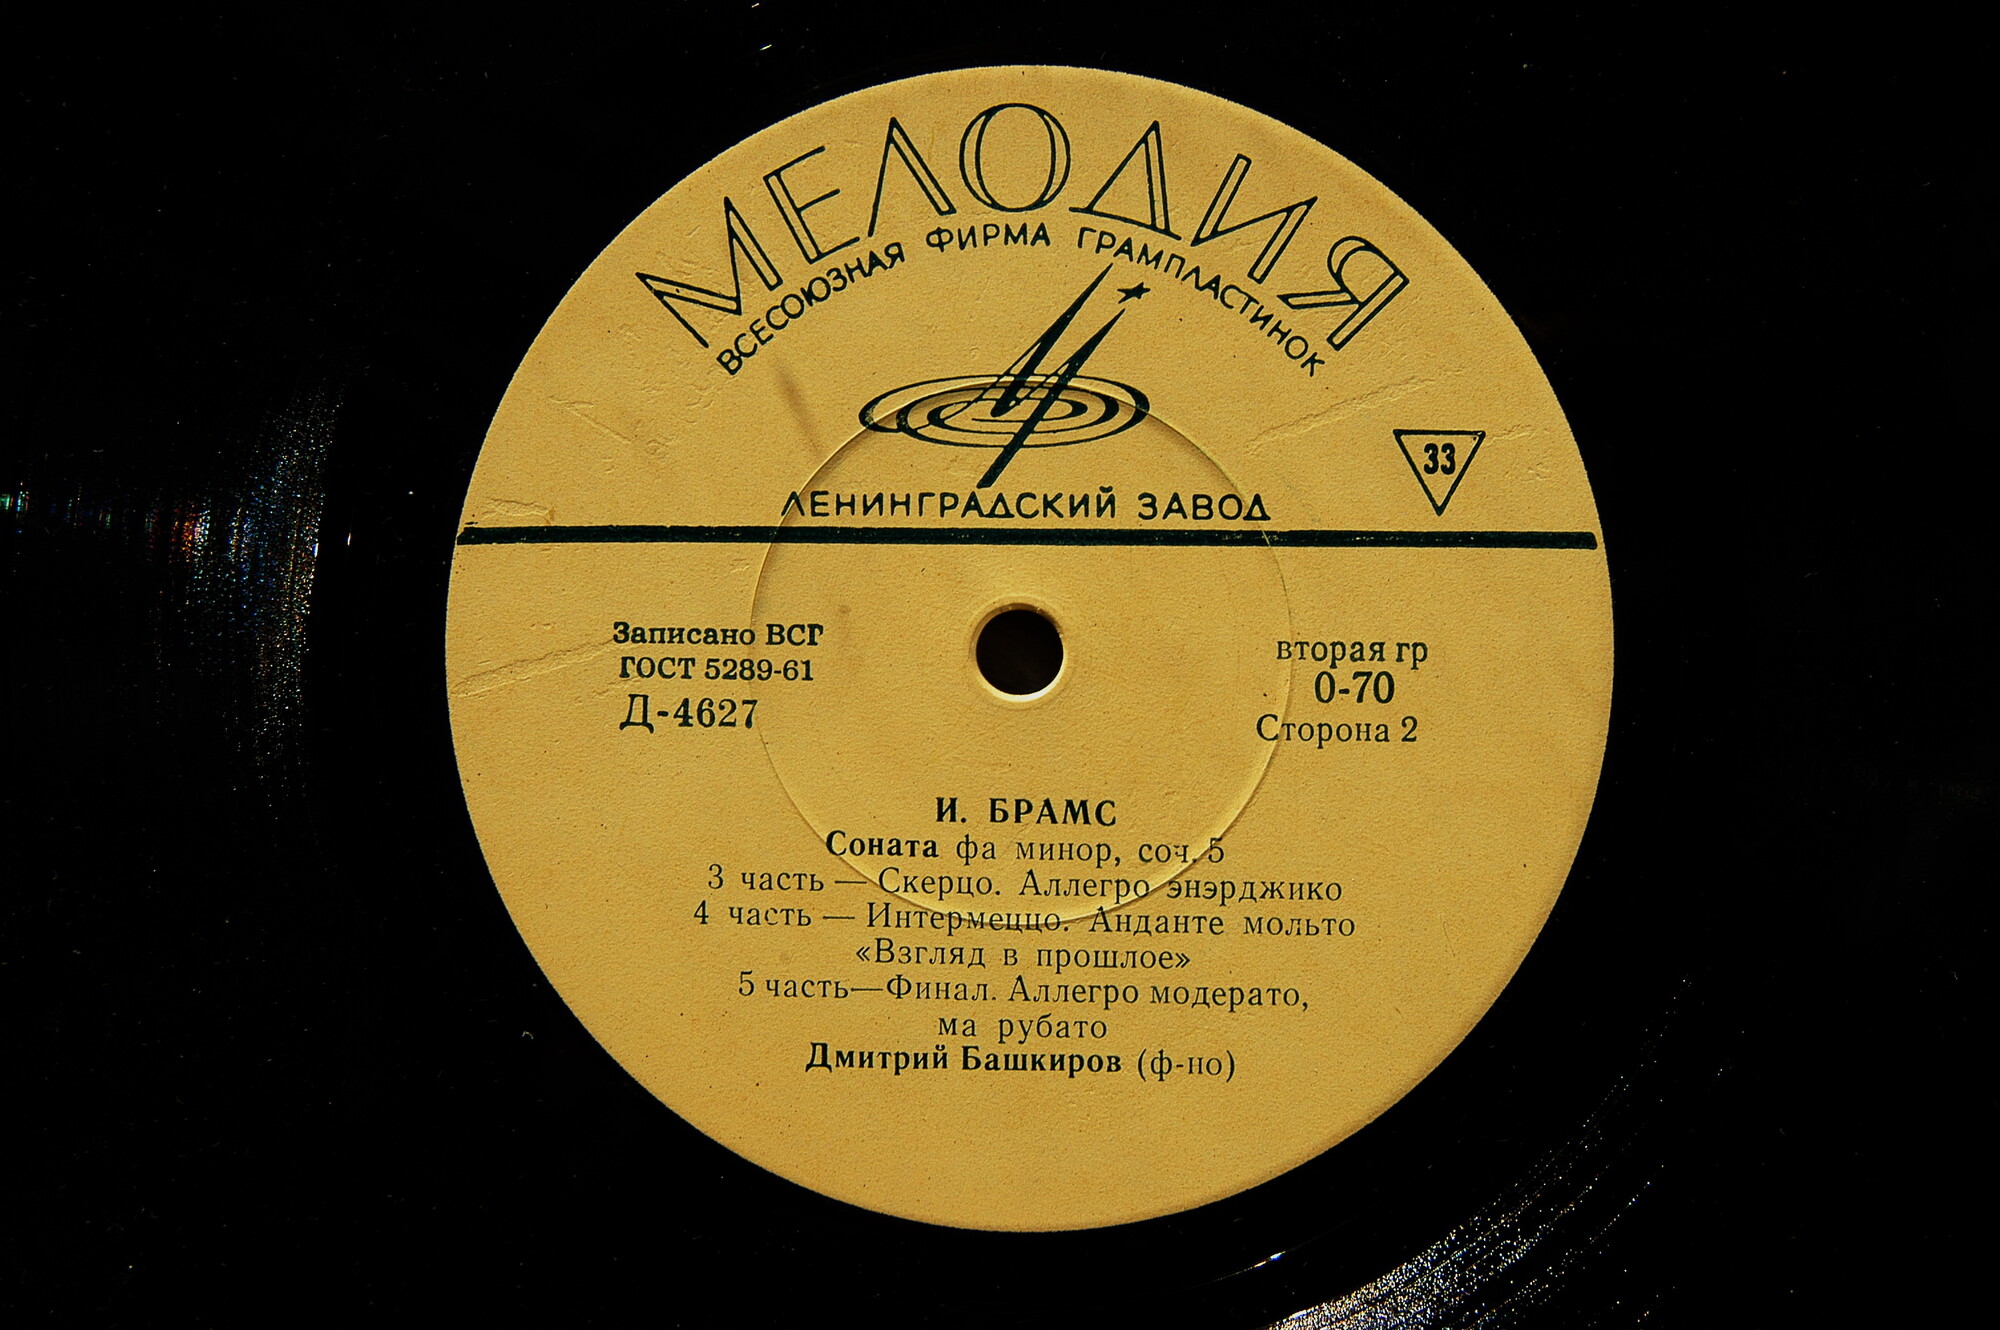 МЕЛОДИЯ
ВСЕСОЮЗНАЯ ФИРМА ГРАМПЛАСТИНОК
33
ЛЕНИНГРАДСКИЙ ЗАВОД
Записано ВСГ
ГОСТ 5289-61
Д-4627
вторая гр
0-70
Сторона 2
И. БРАМС
Соната фа минор, соч. 5
3 часть — Скерцо. Аллегро энэрджико
4 часть — Интермеццо. Анданте мольто
«Взгляд в прошлое»
5 часть — Финал. Аллегро модерато,
ма рубато
Дмитрий Башкиров (ф-но)